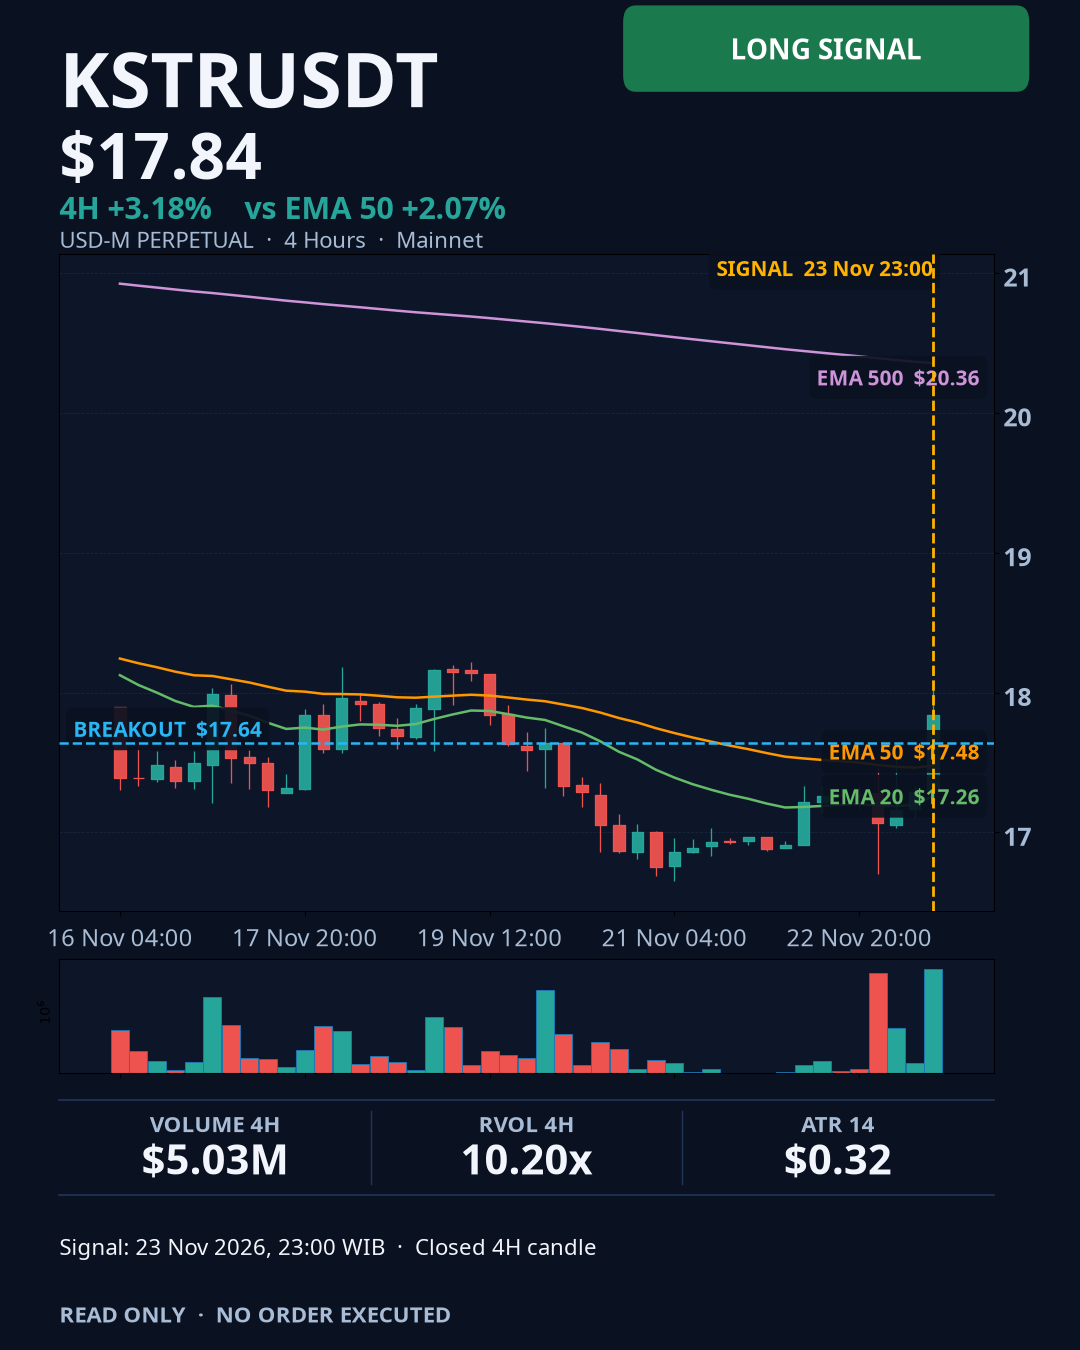 LONG SIGNAL
KSTRUSDT
$17.84
4H +3.18% vs EMA 50 +2.07%
USD-M PERPETUAL · 4 Hours · Mainnet
SIGNAL 23 Nov 23:00
21
EMA 500 $20.36
20
19
18
BREAKOUT $17.64
EMA 50 $17.48
EMA 20 $17.26
17
16 Nov 04:00 17 Nov 20:00 19 Nov 12:00 21 Nov 04:00 22 Nov 20:00
10⁶
VOLUME 4H RVOL 4H ATR 14
$5.03M 10.20x $0.32
Signal: 23 Nov 2026, 23:00 WIB · Closed 4H candle
READ ONLY · NO ORDER EXECUTED